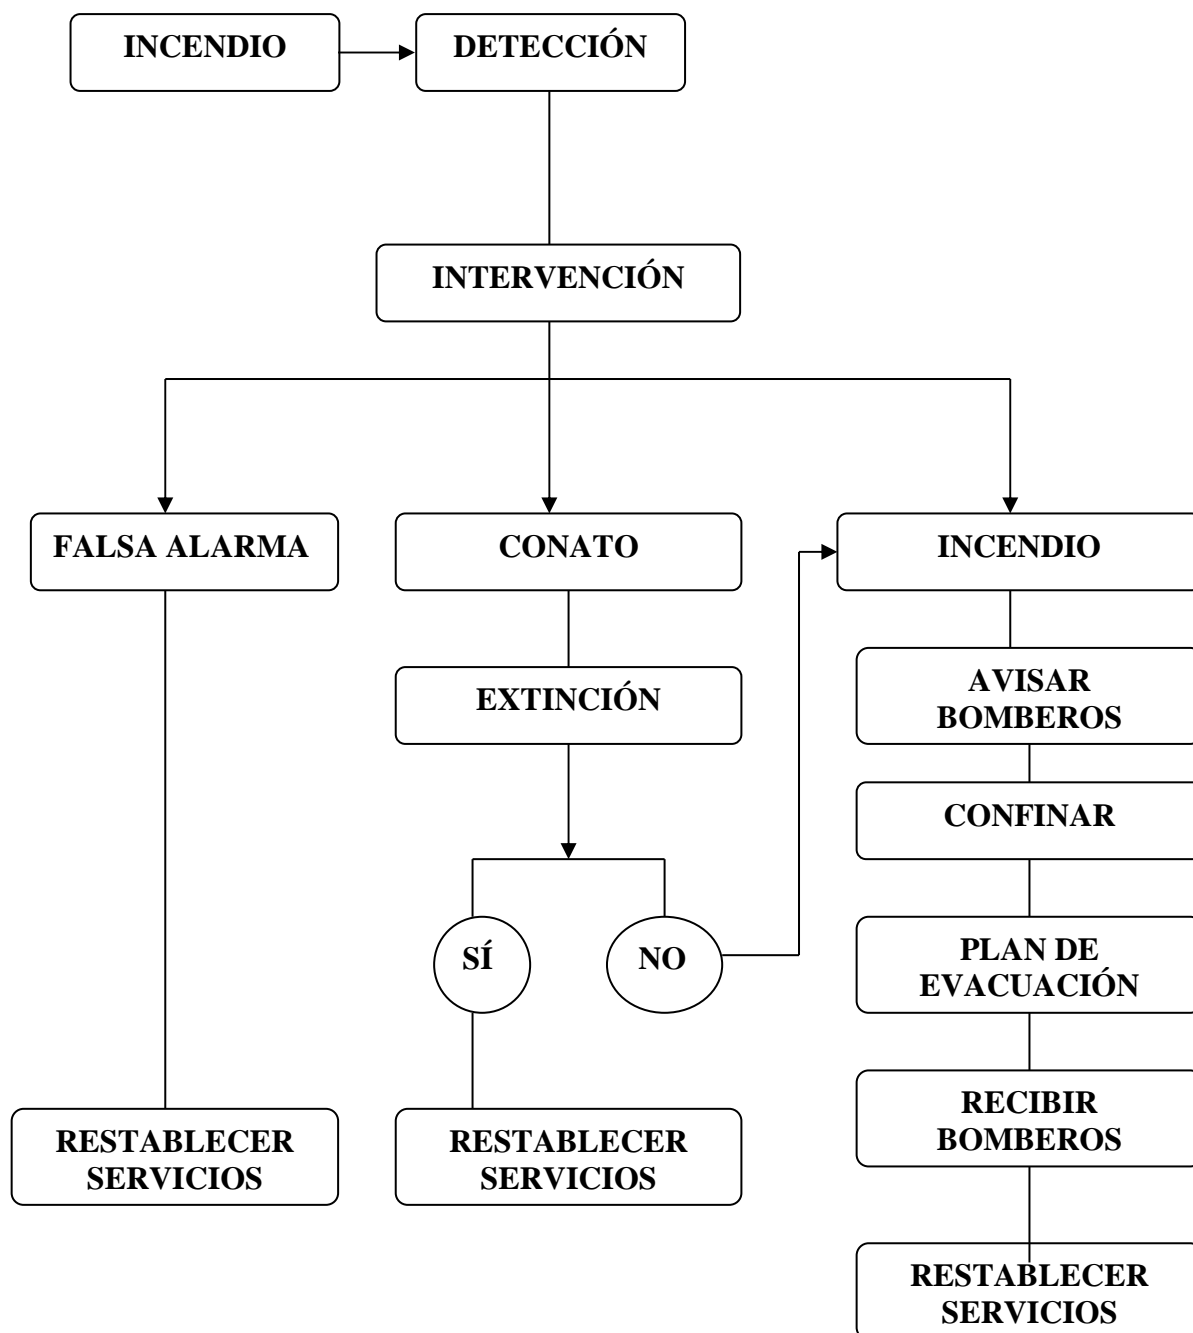 INCENDIO
DETECCIÓN
INTERVENCIÓN
FALSA ALARMA
CONATO
INCENDIO
EXTINCIÓN
AVISAR
BOMBEROS
CONFINAR
SÍ
NO
PLAN DE
EVACUACIÓN
RESTABLECER
SERVICIOS
RESTABLECER
SERVICIOS
RECIBIR
BOMBEROS
RESTABLECER
SERVICIOS